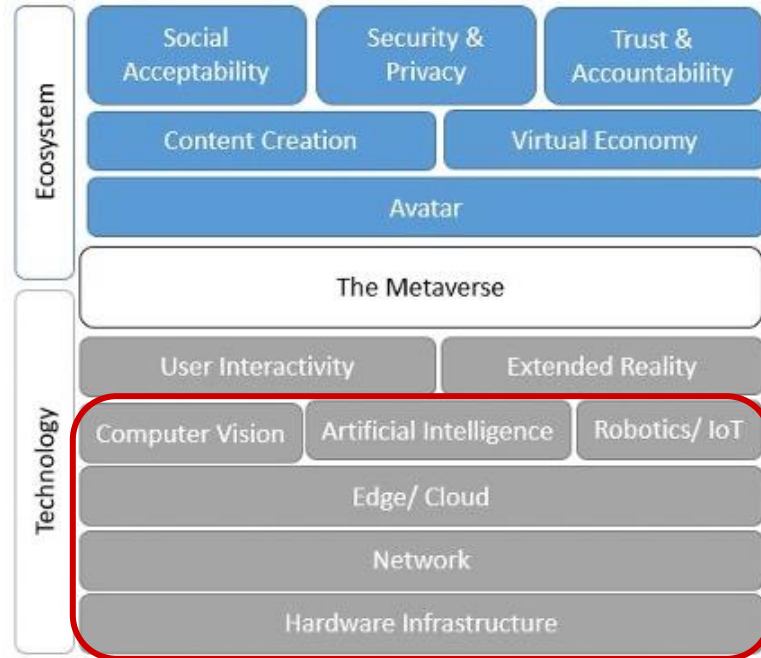 Ecosystem
Social
Acceptability
Security &
Privacy
Trust &
Accountability
Content Creation
Virtual Economy
Avatar
The Metaverse
Technology
User Interactivity
Extended Reality
Computer Vision
Artificial Intelligence
Robotics/ IoT
Edge/ Cloud
Network
Hardware Infrastructure